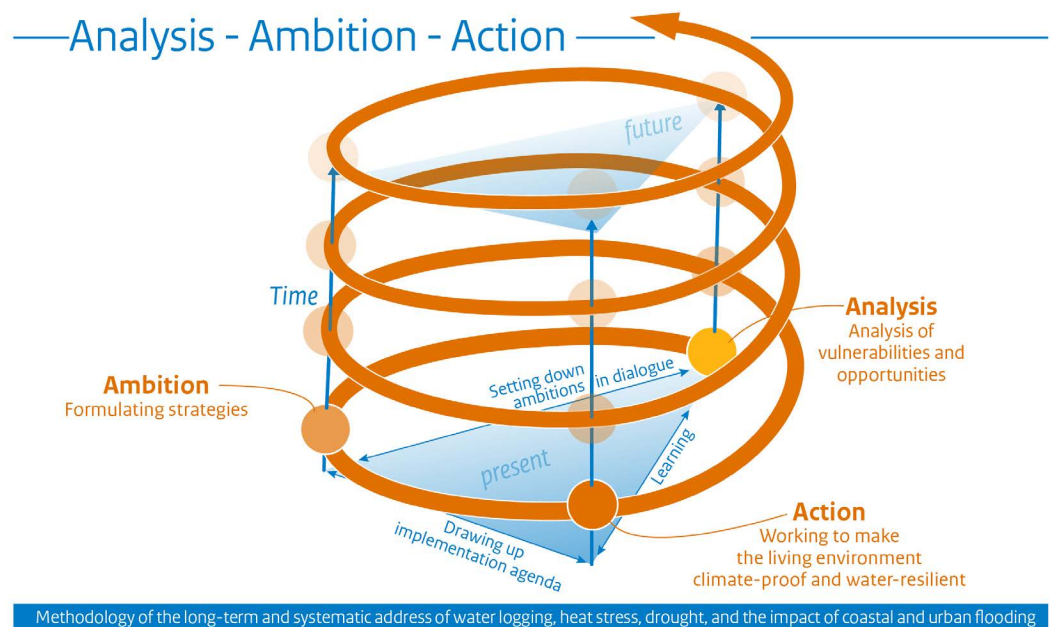 Analysis - Ambition - Action
future
Time
Analysis
Analysis of
vulnerabilities and
opportunities
Ambition
Formulating strategies
Setting down
ambitions in dialogue
present
Learning
Drawing up
implementation agenda
Action
Working to make
the living environment
climate-proof and water-resilient
Methodology of the long-term and systematic address of water logging, heat stress, drought, and the impact of coastal and urban flooding